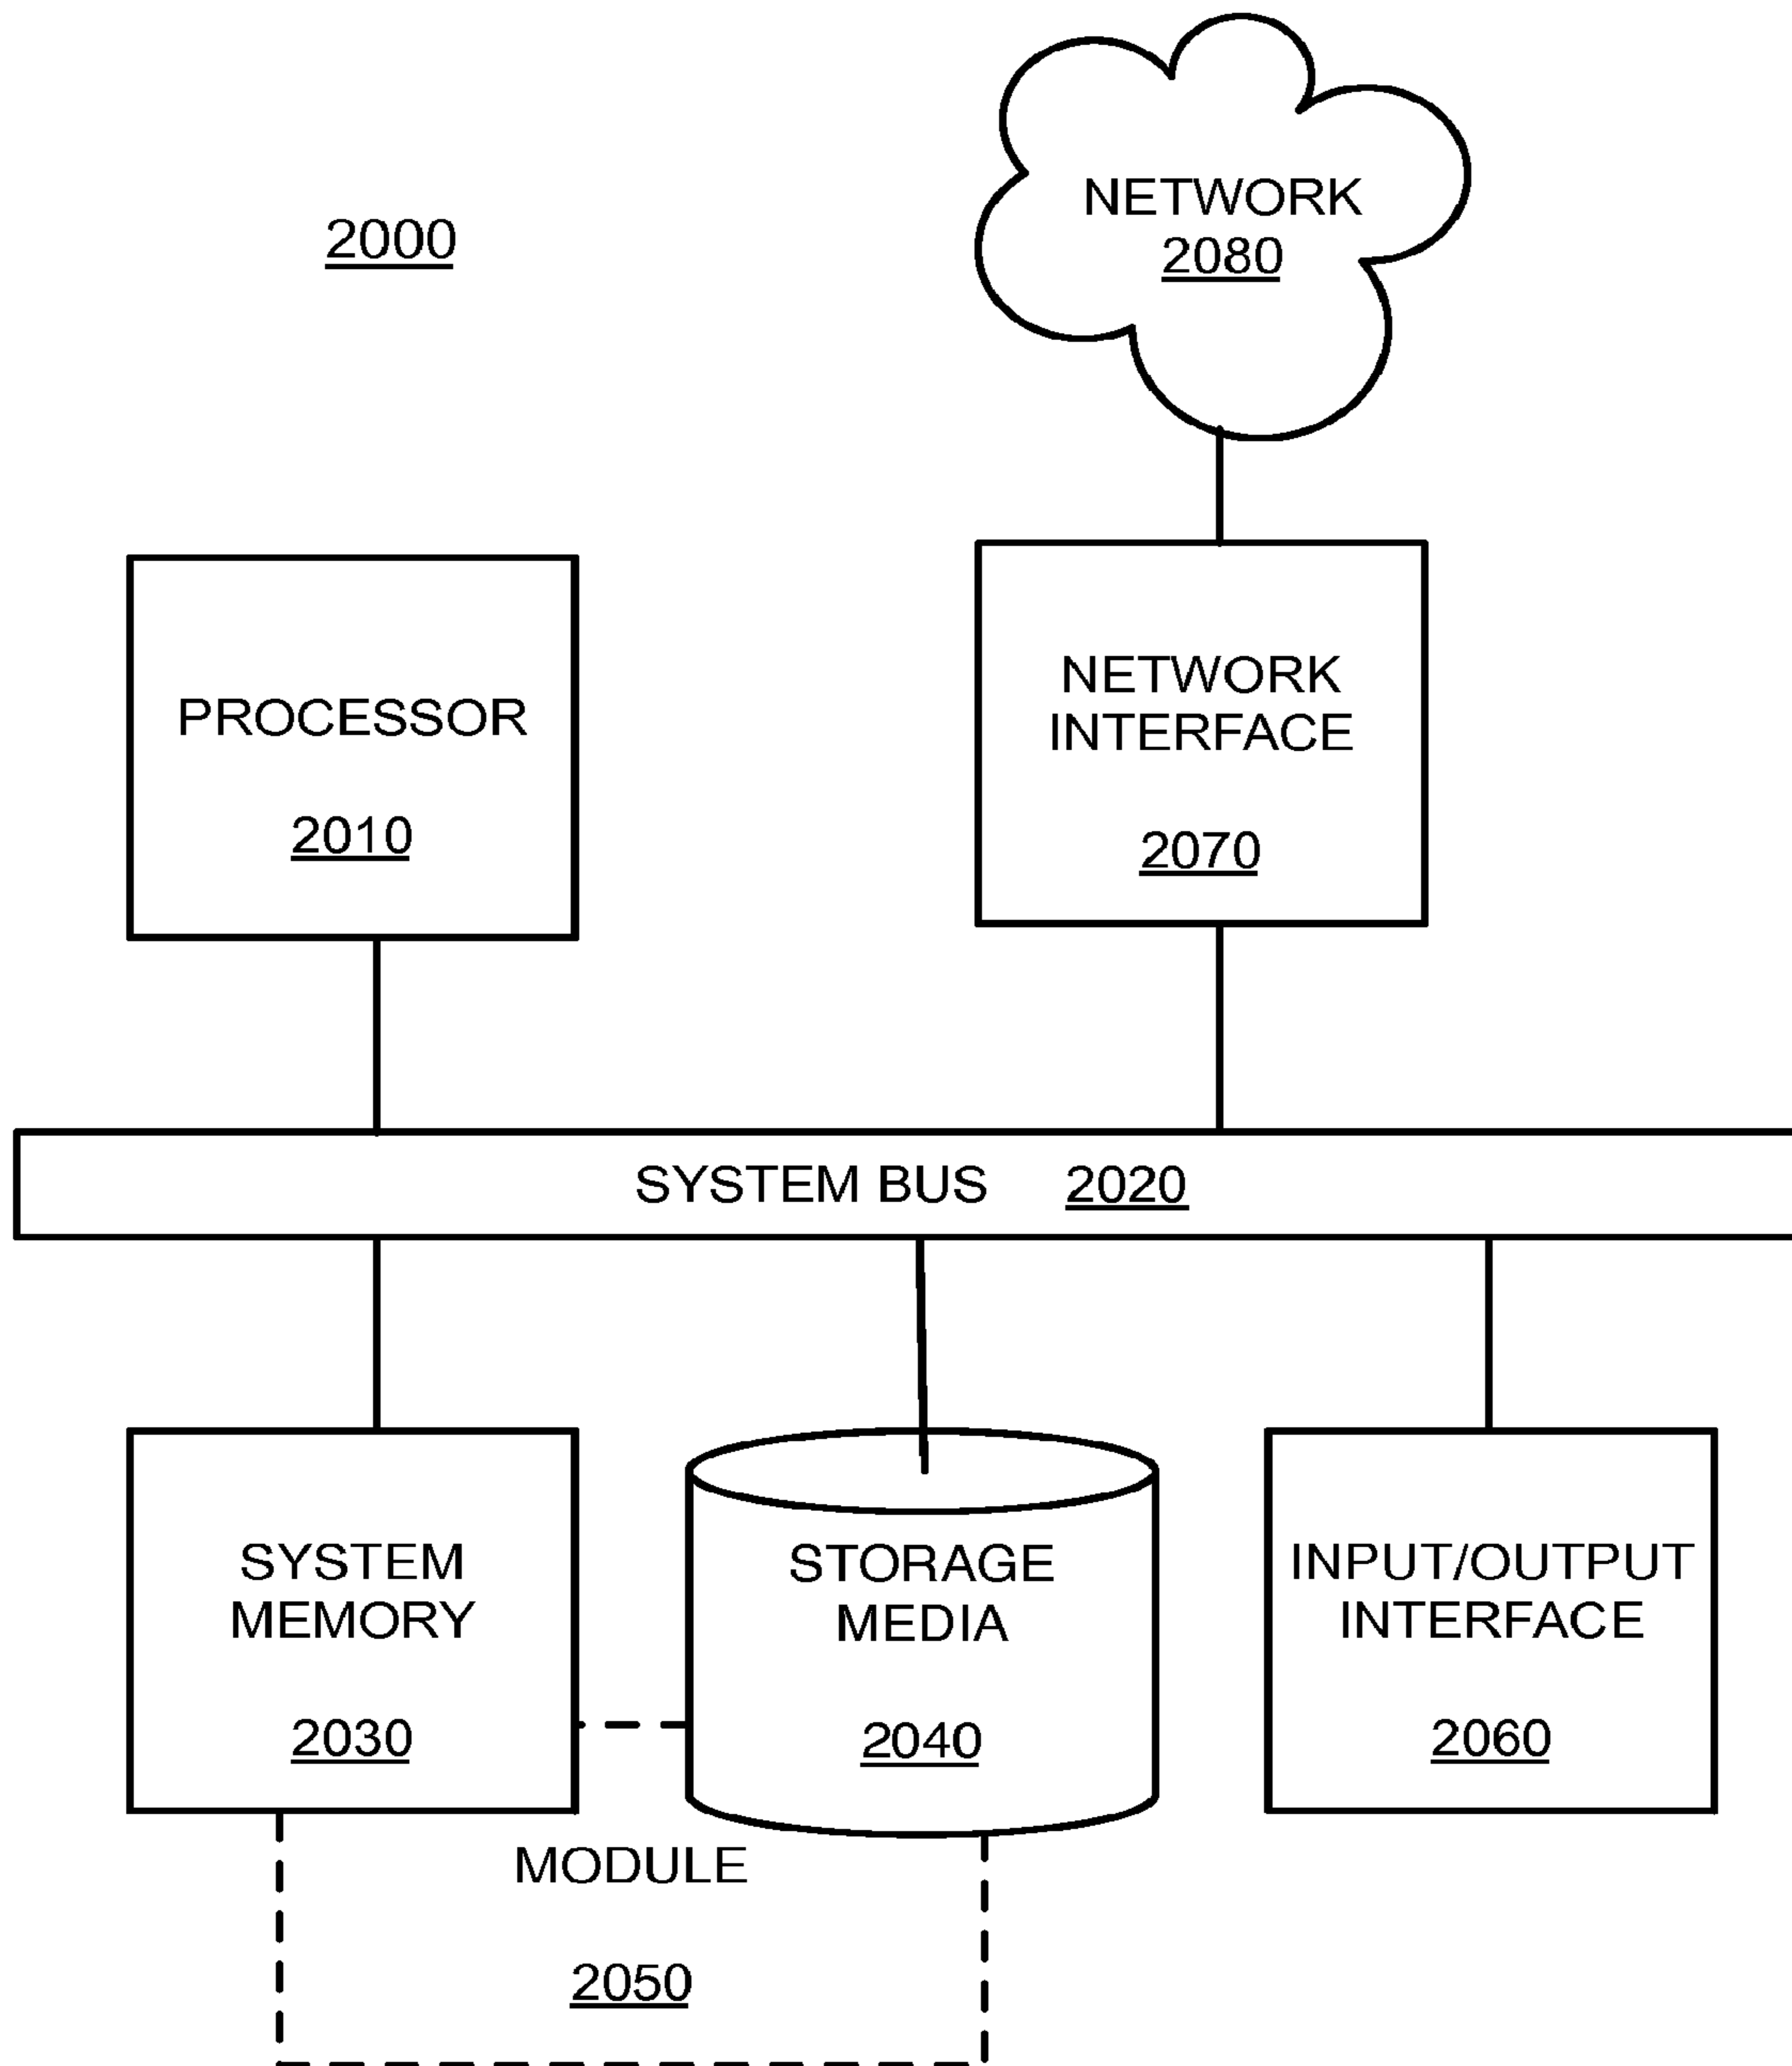 2000
NETWORK
2080
PROCESSOR
2010
NETWORK
INTERFACE
2070
SYSTEM BUS 2020
SYSTEM
MEMORY
2030
STORAGE
MEDIA
2040
INPUT/OUTPUT
INTERFACE
2060
MODULE
2050